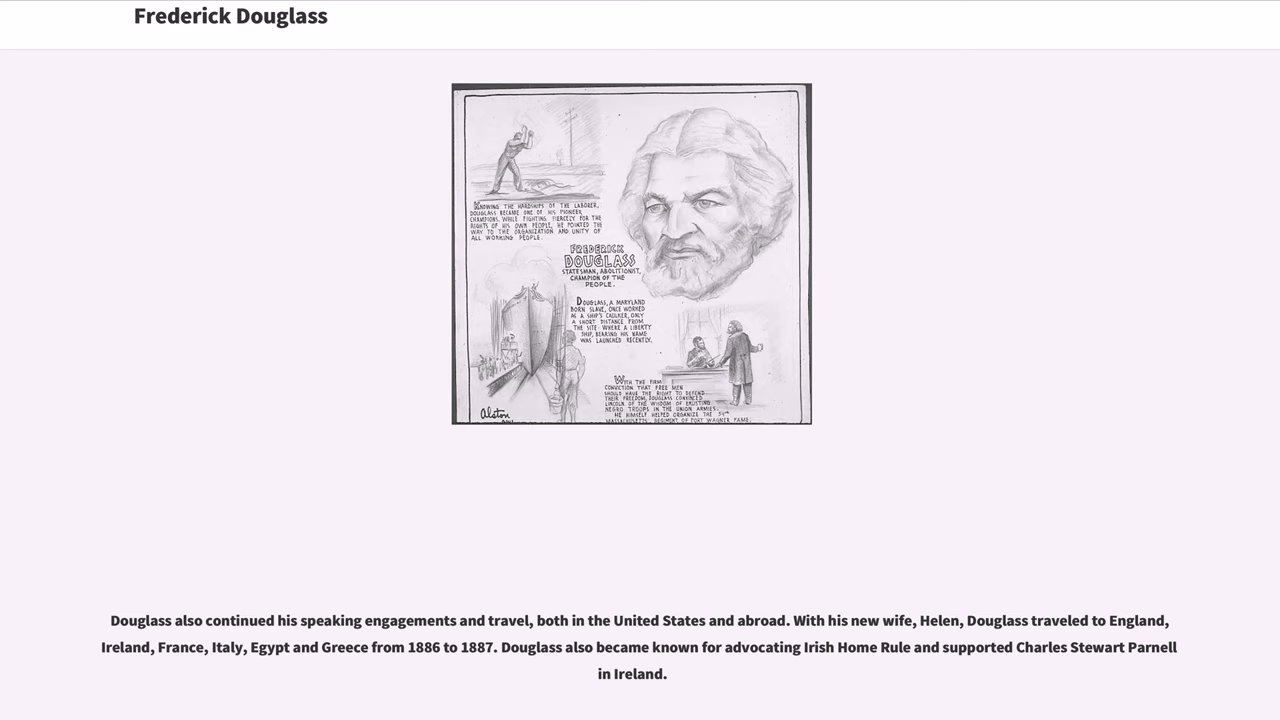 Frederick Douglass
KNOWING THE HARDSHIPS OF THE LABORER,
DOUGLASS BECAME ONE OF HIS PIONEER
CHAMPIONS. WHILE FIGHTING FIERCELY FOR THE
RIGHTS OF HIS OWN PEOPLE, HE POINTED THE
WAY TO THE ORGANIZATION AND UNITY OF
ALL WORKING PEOPLE.
FREDERICK
DOUGLASS
STATESMAN, ABOLITIONIST,
CHAMPION OF THE
PEOPLE.
DOUGLASS, A MARYLAND
BORN SLAVE, ONCE WORKED
AS A SHIP'S CAULKER, ONLY
A SHORT DISTANCE FROM
THE SITE WHERE A LIBERTY
SHIP, BEARING HIS NAME
WAS LAUNCHED RECENTLY.
WITH THE FIRM
CONVICTION THAT FREE MEN
SHOULD HAVE THE RIGHT TO DEFEND
THEIR FREEDOM, DOUGLASS CONVINCED
LINCOLN OF THE WISDOM OF ENLISTING
NEGRO TROOPS IN THE UNION ARMIES.
HE HIMSELF HELPED ORGANIZE THE 54TH
MASSACHUSETTS REGIMENT, OF FORT WAGNER FAME.
Alston
Douglass also continued his speaking engagements and travel, both in the United States and abroad. With his new wife, Helen, Douglass traveled to England,
Ireland, France, Italy, Egypt and Greece from 1886 to 1887. Douglass also became known for advocating Irish Home Rule and supported Charles Stewart Parnell
in Ireland.